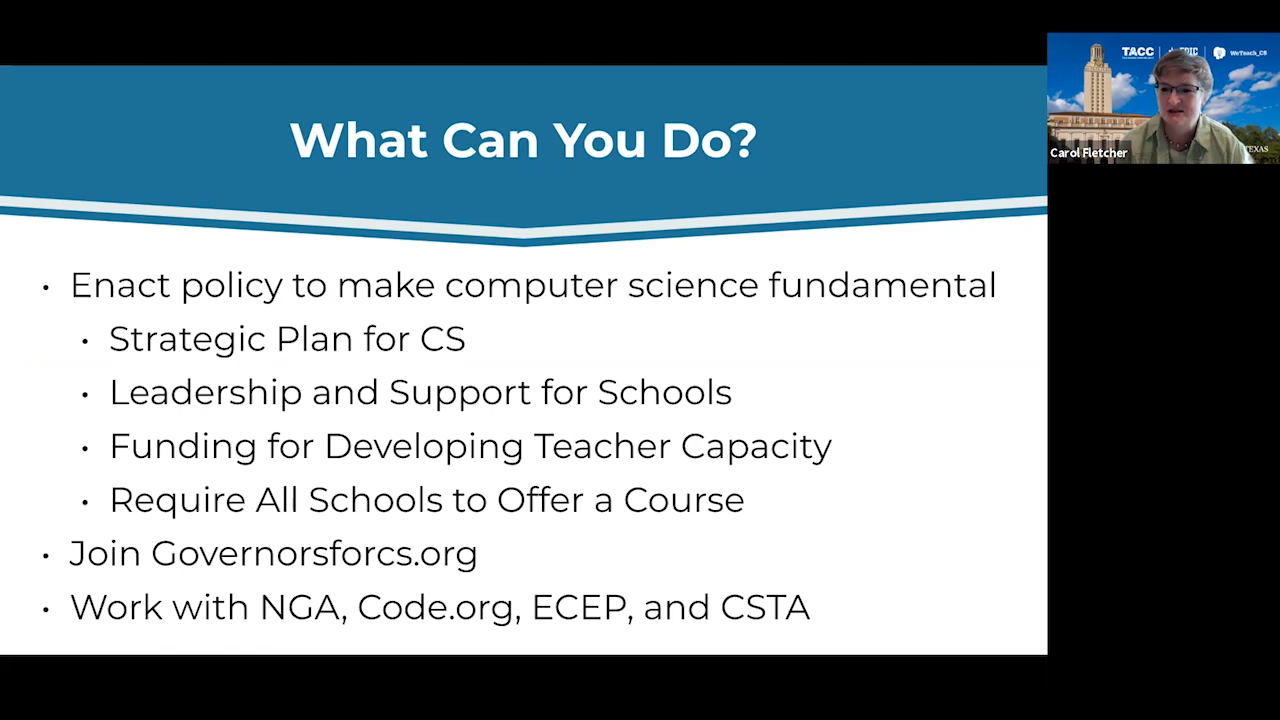 What Can You Do?
• Enact policy to make computer science fundamental
• Strategic Plan for CS
• Leadership and Support for Schools
• Funding for Developing Teacher Capacity
• Require All Schools to Offer a Course
• Join Governorsforcs.org
• Work with NGA, Code.org, ECEP, and CSTA
TACC
WeTeach_CS
Carol Fletcher
TEXAS